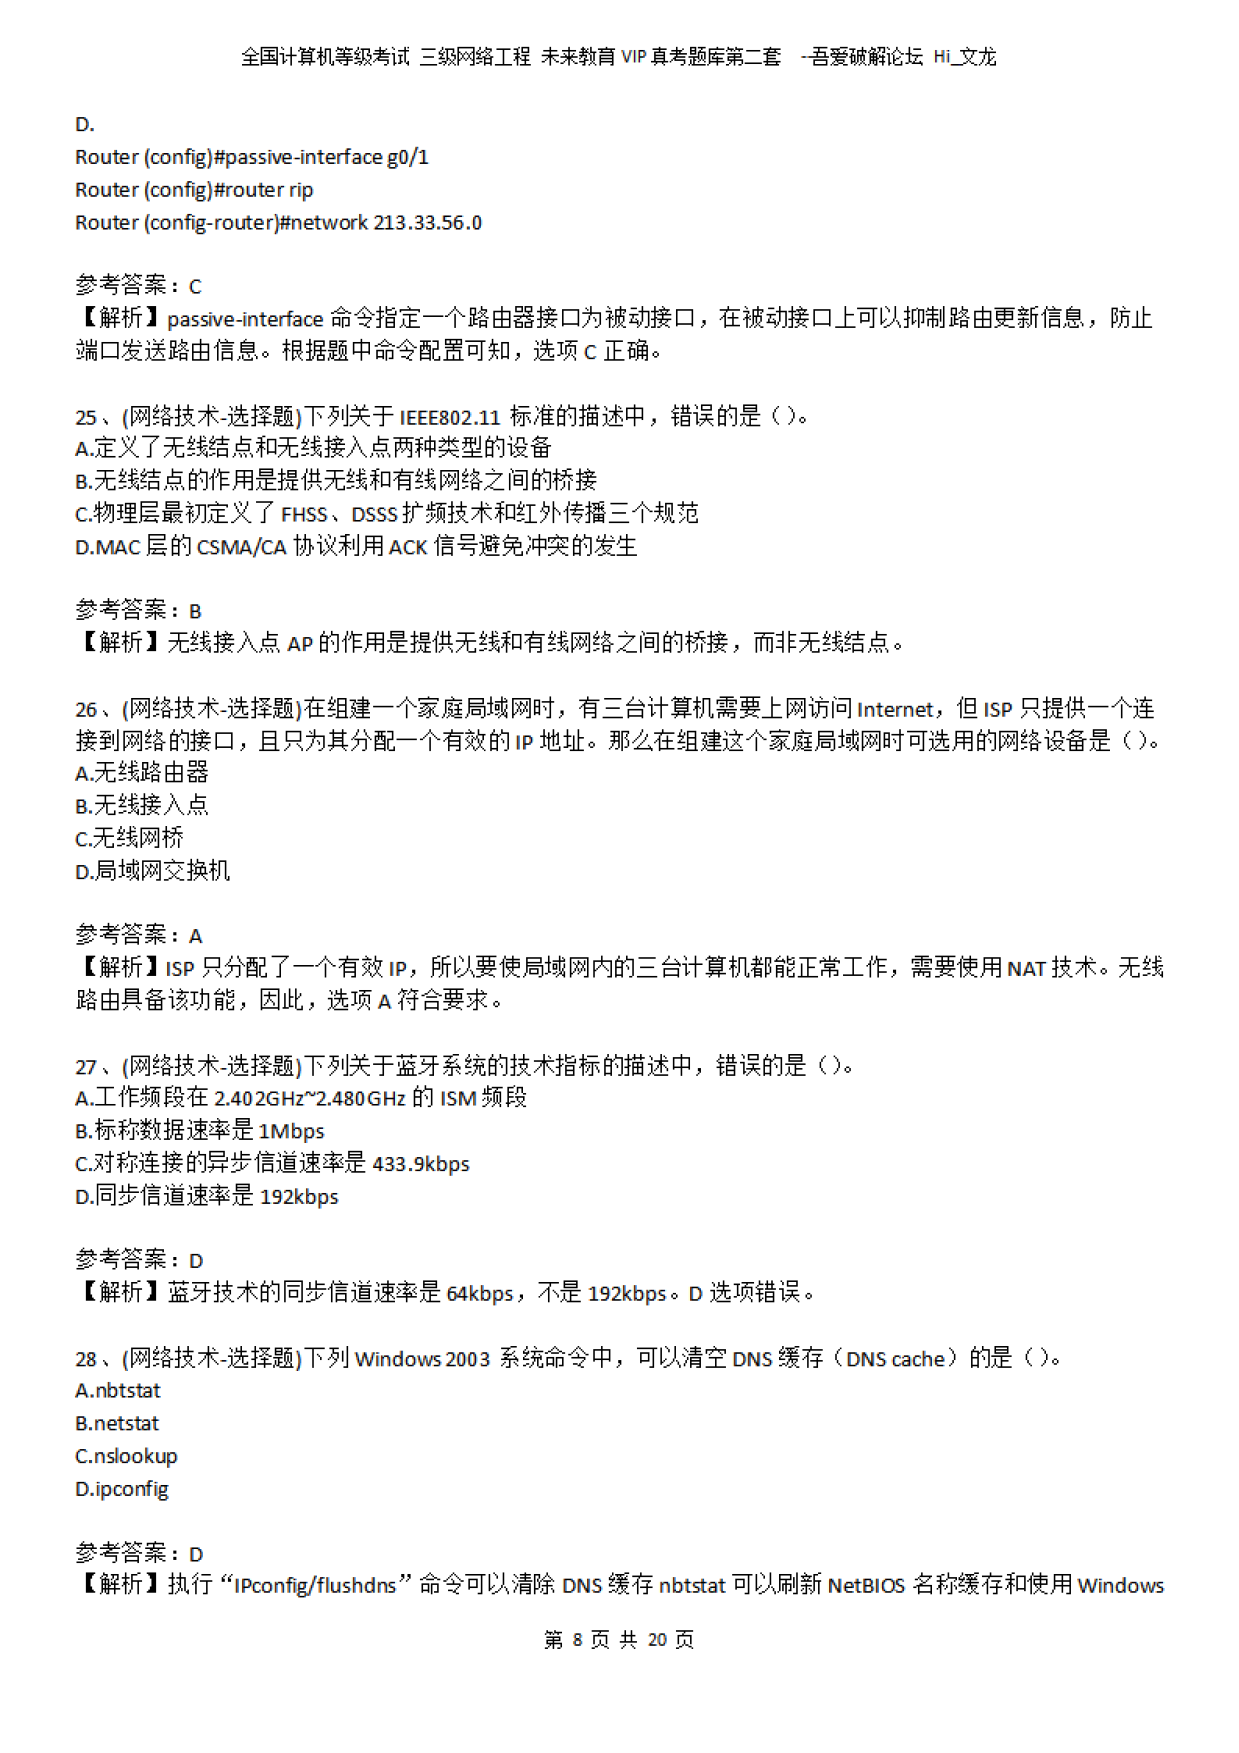 全国计算机等级考试 三级网络工程 未来教育 VIP 真考题库第二套 --吾爱破解论坛 Hi_文龙
D.
Router (config)#passive-interface g0/1
Router (config)#router rip
Router (config-router)#network 213.33.56.0
参考答案：C
【解析】passive-interface 命令指定一个路由器接口为被动接口，在被动接口上可以抑制路由更新信息，防止
端口发送路由信息。根据题中命令配置可知，选项 C 正确。
25、(网络技术-选择题)下列关于 IEEE802.11 标准的描述中，错误的是（ ）。
A.定义了无线结点和无线接入点两种类型的设备
B.无线结点的作用是提供无线和有线网络之间的桥接
C.物理层最初定义了 FHSS、DSSS 扩频技术和红外传播三个规范
D.MAC 层的 CSMA/CA 协议利用 ACK 信号避免冲突的发生
参考答案：B
【解析】无线接入点 AP 的作用是提供无线和有线网络之间的桥接，而非无线结点。
26、(网络技术-选择题)在组建一个家庭局域网时，有三台计算机需要上网访问 Internet，但 ISP 只提供一个连
接到网络的接口，且只为其分配一个有效的 IP 地址。那么在组建这个家庭局域网时可选用的网络设备是（ ）。
A.无线路由器
B.无线接入点
C.无线网桥
D.局域网交换机
参考答案：A
【解析】ISP 只分配了一个有效 IP，所以要使局域网内的三台计算机都能正常工作，需要使用 NAT 技术。无线
路由具备该功能，因此，选项 A 符合要求。
27、(网络技术-选择题)下列关于蓝牙系统的技术指标的描述中，错误的是（ ）。
A.工作频段在 2.402GHz~2.480GHz 的 ISM 频段
B.标称数据速率是 1Mbps
C.对称连接的异步信道速率是 433.9kbps
D.同步信道速率是 192kbps
参考答案：D
【解析】蓝牙技术的同步信道速率是 64kbps，不是 192kbps。D 选项错误。
28、(网络技术-选择题)下列 Windows 2003 系统命令中，可以清空 DNS 缓存（DNS cache）的是（ ）。
A.nbtstat
B.netstat
C.nslookup
D.ipconfig
参考答案：D
【解析】执行“IPconfig/flushdns”命令可以清除 DNS 缓存 nbtstat 可以刷新 NetBIOS 名称缓存和使用 Windows
第 8 页 共 20 页